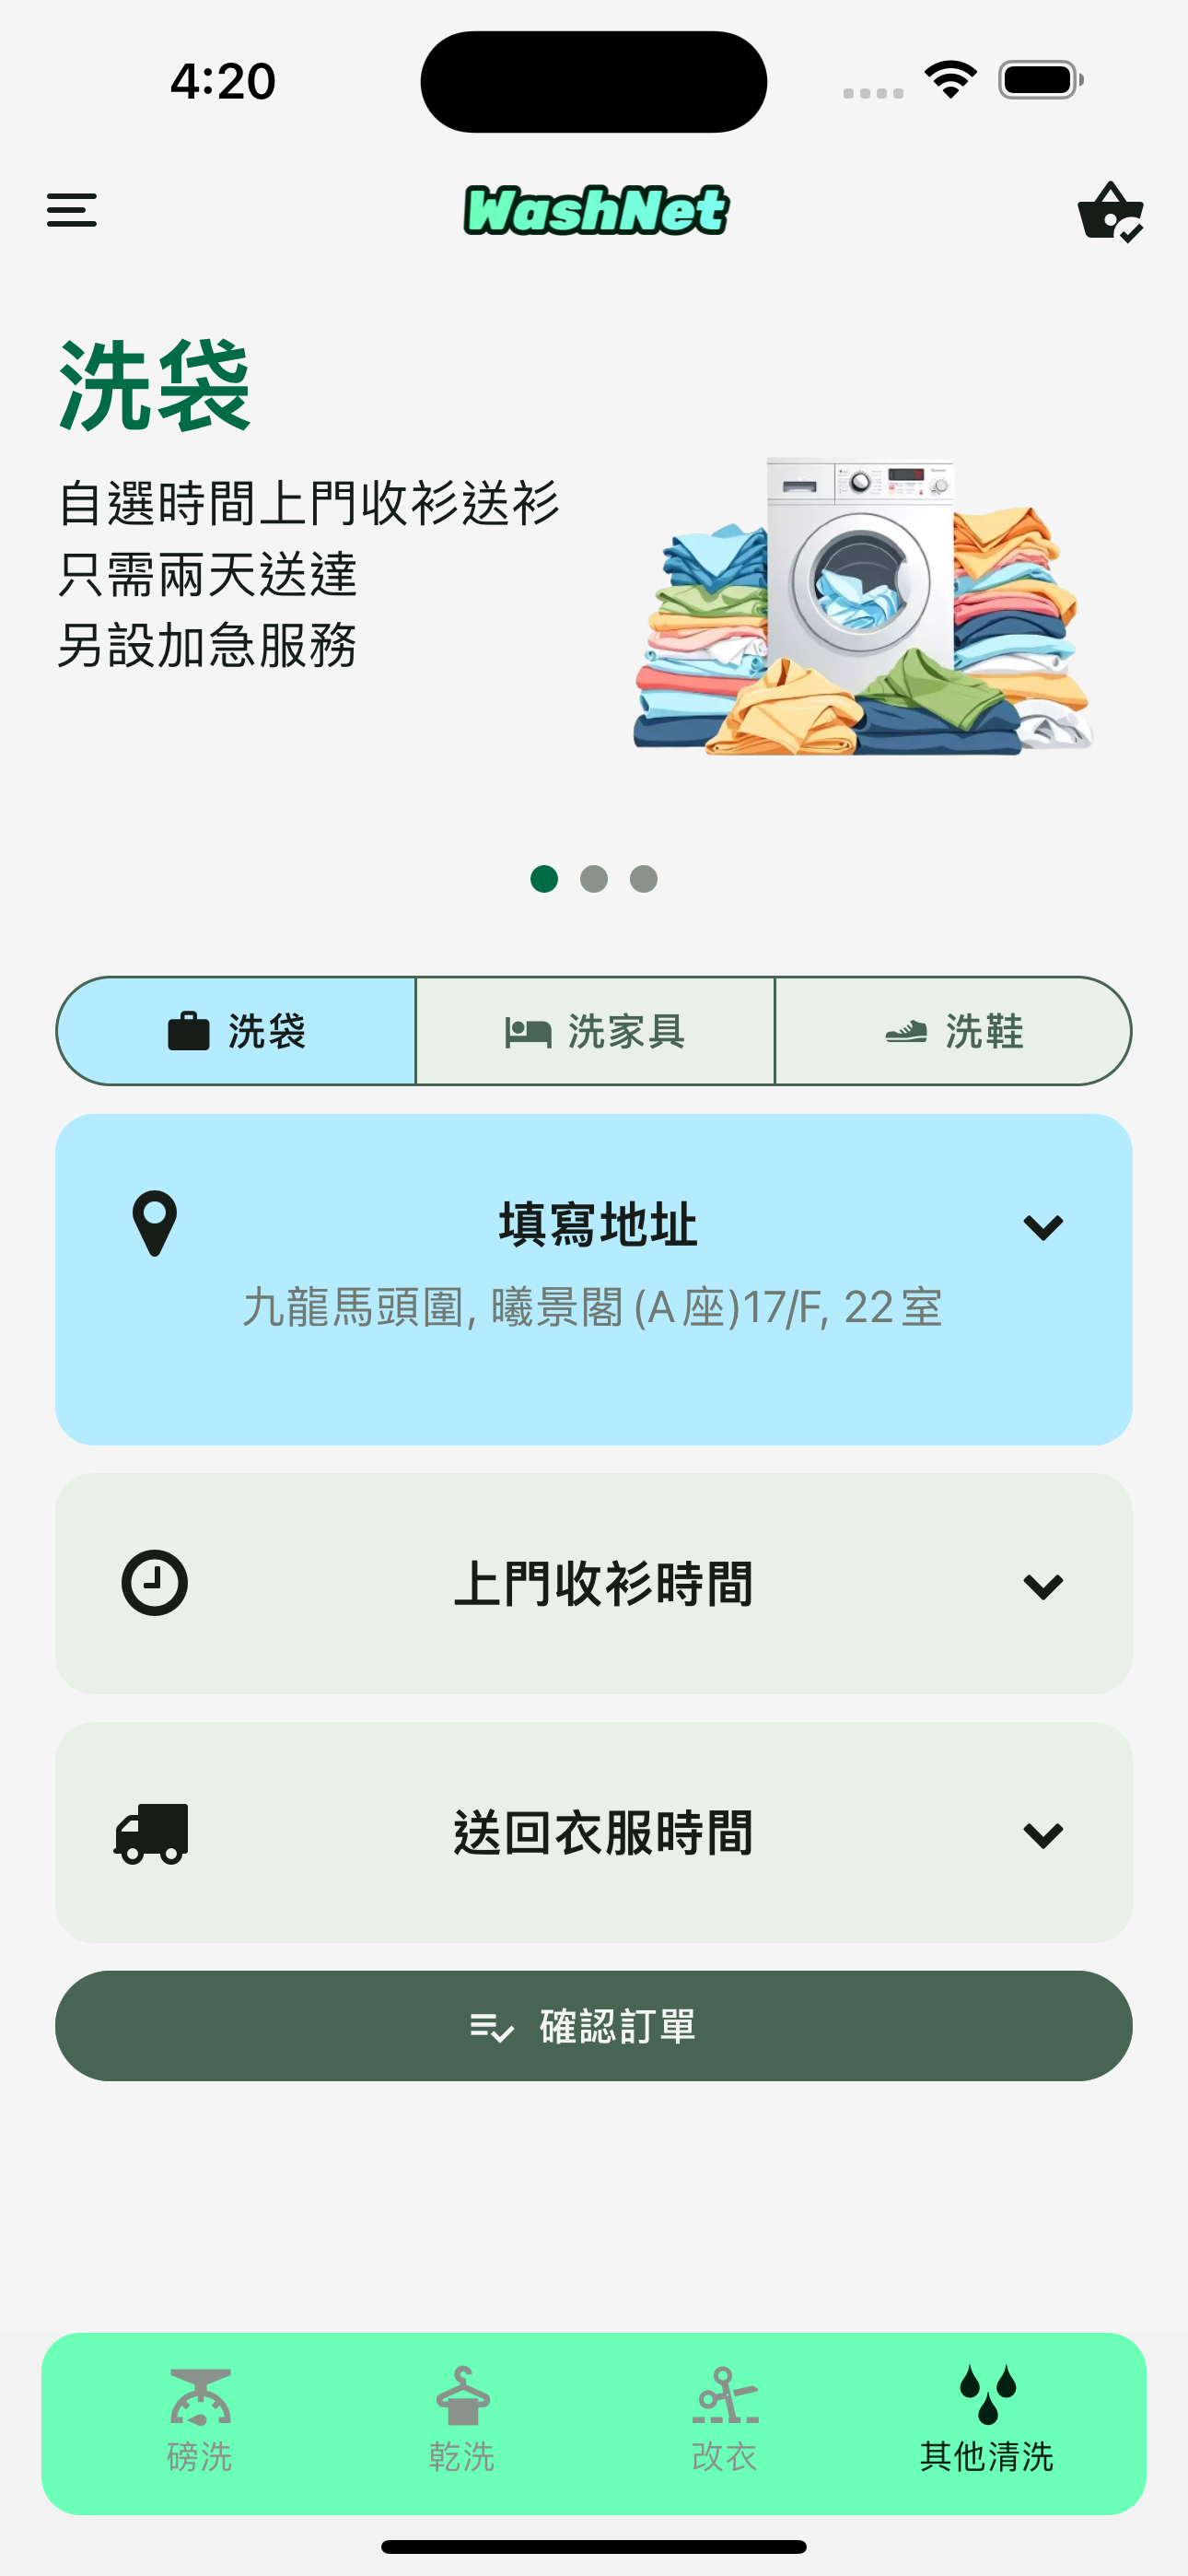 4:20
WashNet
洗袋
自選時間上門收衫送衫
只需兩天送達
另設加急服務
洗袋
洗家具
洗鞋
填寫地址
九龍馬頭圍, 曦景閣 (A 座)17/F, 22 室
上門收衫時間
送回衣服時間
確認訂單
磅洗
乾洗
改衣
其他清洗